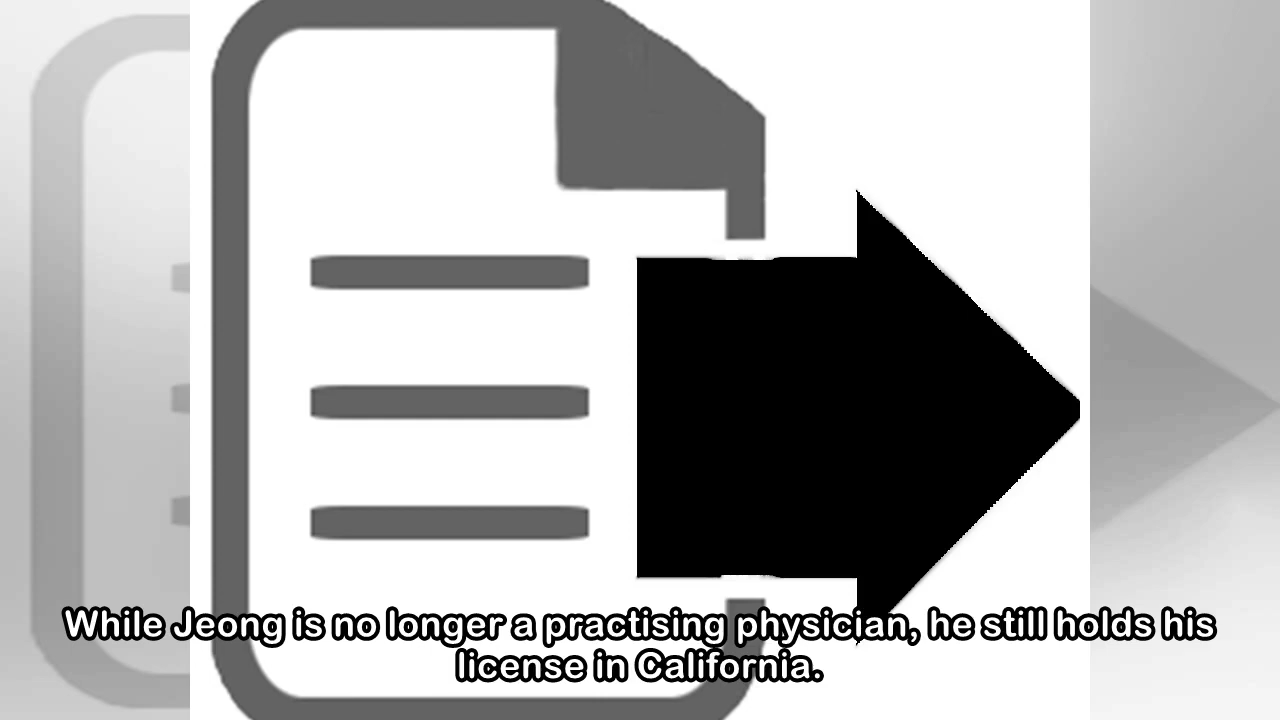 While Jeong is no longer a practising physician, he still holds his
license in California.